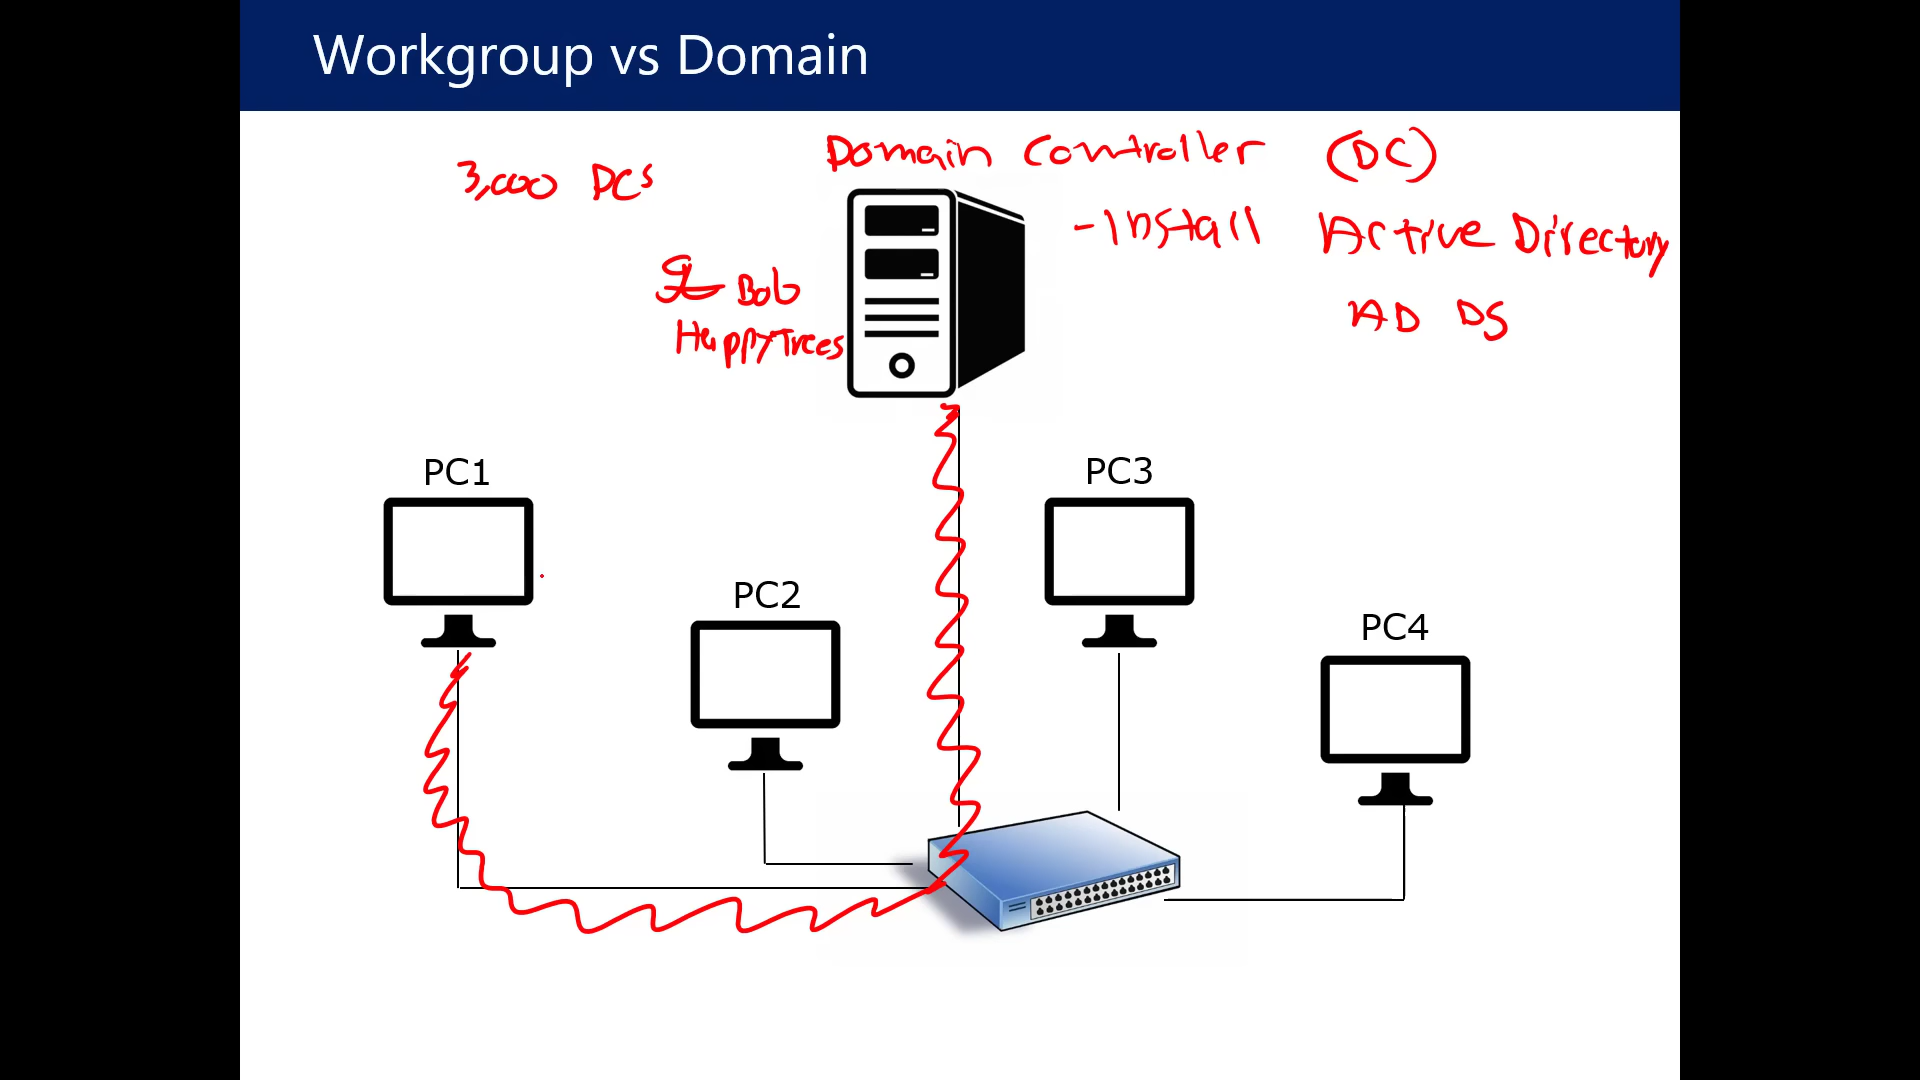 Workgroup vs Domain
Domain Controller (DC)
3,000 PCs
-Install Active Directory
Bob
HappyTrees
AD DS
PC1
PC3
PC2
PC4